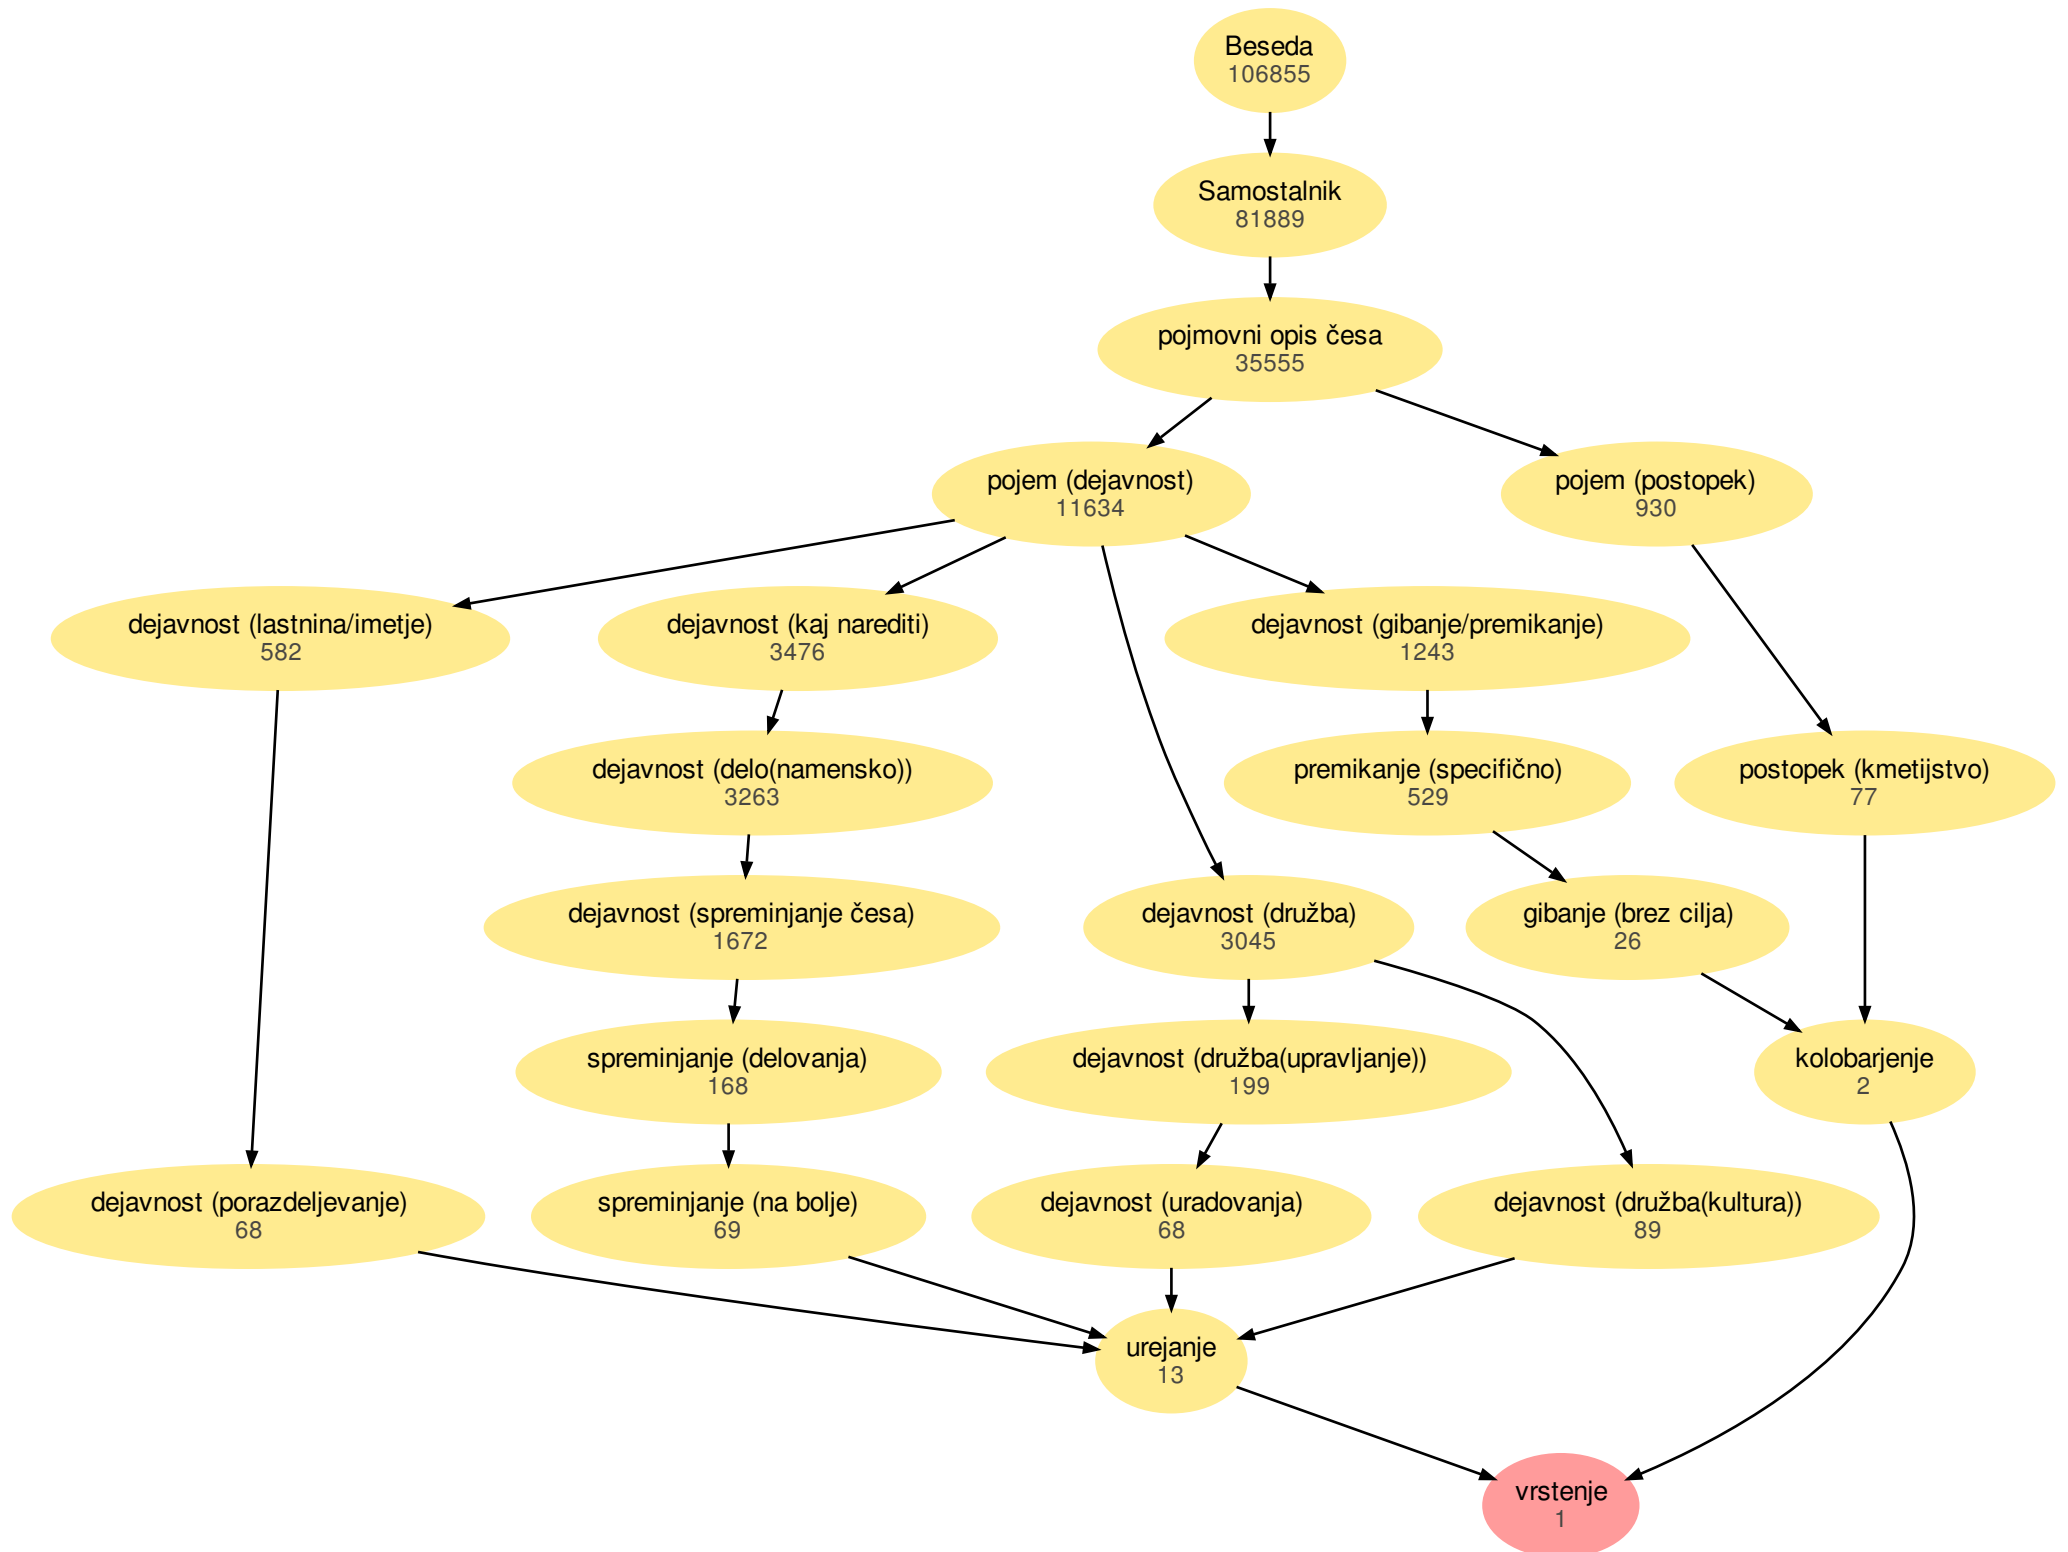 Beseda
106855
Samostalnik
81889
pojmovni opis česa
35555
pojem (dejavnost)
11634
pojem (postopek)
930
dejavnost (lastnina/imetje)
582
dejavnost (kaj narediti)
3476
dejavnost (gibanje/premikanje)
1243
dejavnost (delo(namensko))
3263
premikanje (specifično)
529
postopek (kmetijstvo)
77
dejavnost (spreminjanje česa)
1672
dejavnost (družba)
3045
gibanje (brez cilja)
26
spreminjanje (delovanja)
168
dejavnost (družba(upravljanje))
199
kolobarjenje
2
dejavnost (porazdeljevanje)
68
spreminjanje (na bolje)
69
dejavnost (uradovanja)
68
dejavnost (družba(kultura))
89
urejanje
13
vrstenje
1